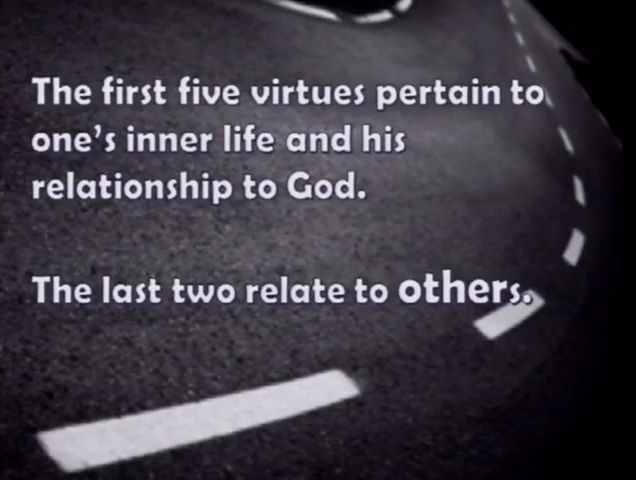 The first five virtues pertain to
one's inner life and his
relationship to God.
The last two relate to others.